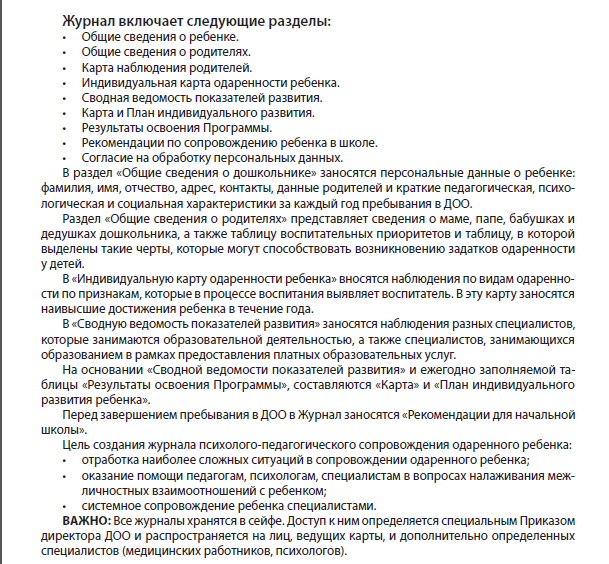 Журнал включает следующие разделы:
• Общие сведения о ребенке.
• Общие сведения о родителях.
• Карта наблюдения родителей.
• Индивидуальная карта одаренности ребенка.
• Сводная ведомость показателей развития.
• Карта и План индивидуального развития.
• Результаты освоения Программы.
• Рекомендации по сопровождению ребенка в школе.
• Согласие на обработку персональных данных.
В раздел «Общие сведения о дошкольнике» заносятся персональные данные о ребенке:
фамилия, имя, отчество, адрес, контакты, данные родителей и краткие педагогическая, психо-
логическая и социальная характеристики за каждый год пребывания в ДОО.
Раздел «Общие сведения о родителях» представляет сведения о маме, папе, бабушках и
дедушках дошкольника, а также таблицу воспитательных приоритетов и таблицу, в которой
выделены такие черты, которые могут способствовать возникновению задатков одаренности
у детей.
В «Индивидуальную карту одаренности ребенка» вносятся наблюдения по видам одаренно-
сти по признакам, которые в процессе воспитания выявляет воспитатель. В эту карту заносятся
наивысшие достижения ребенка в течение года.
В «Сводную ведомость показателей развития» заносятся наблюдения разных специалистов,
которые занимаются образовательной деятельностью, а также специалистов, занимающихся
образованием в рамках предоставления платных образовательных услуг.
На основании «Сводной ведомости показателей развития» и ежегодно заполняемой та-
блицы «Результаты освоения Программы», составляются «Карта» и «План индивидуального
развития ребенка».
Перед завершением пребывания в ДОО в Журнал заносятся «Рекомендации для начальной
школы».
Цель создания журнала психолого-педагогического сопровождения одаренного ребенка:
• отработка наиболее сложных ситуаций в сопровождении одаренного ребенка;
• оказание помощи педагогам, психологам, специалистам в вопросах налаживания меж-
личностных взаимоотношений с ребенком;
• системное сопровождение ребенка специалистами.
ВАЖНО: Все журналы хранятся в сейфе. Доступ к ним определяется специальным Приказом
директора ДОО и распространяется на лиц, ведущих карты, и дополнительно определенных
специалистов (медицинских работников, психологов).